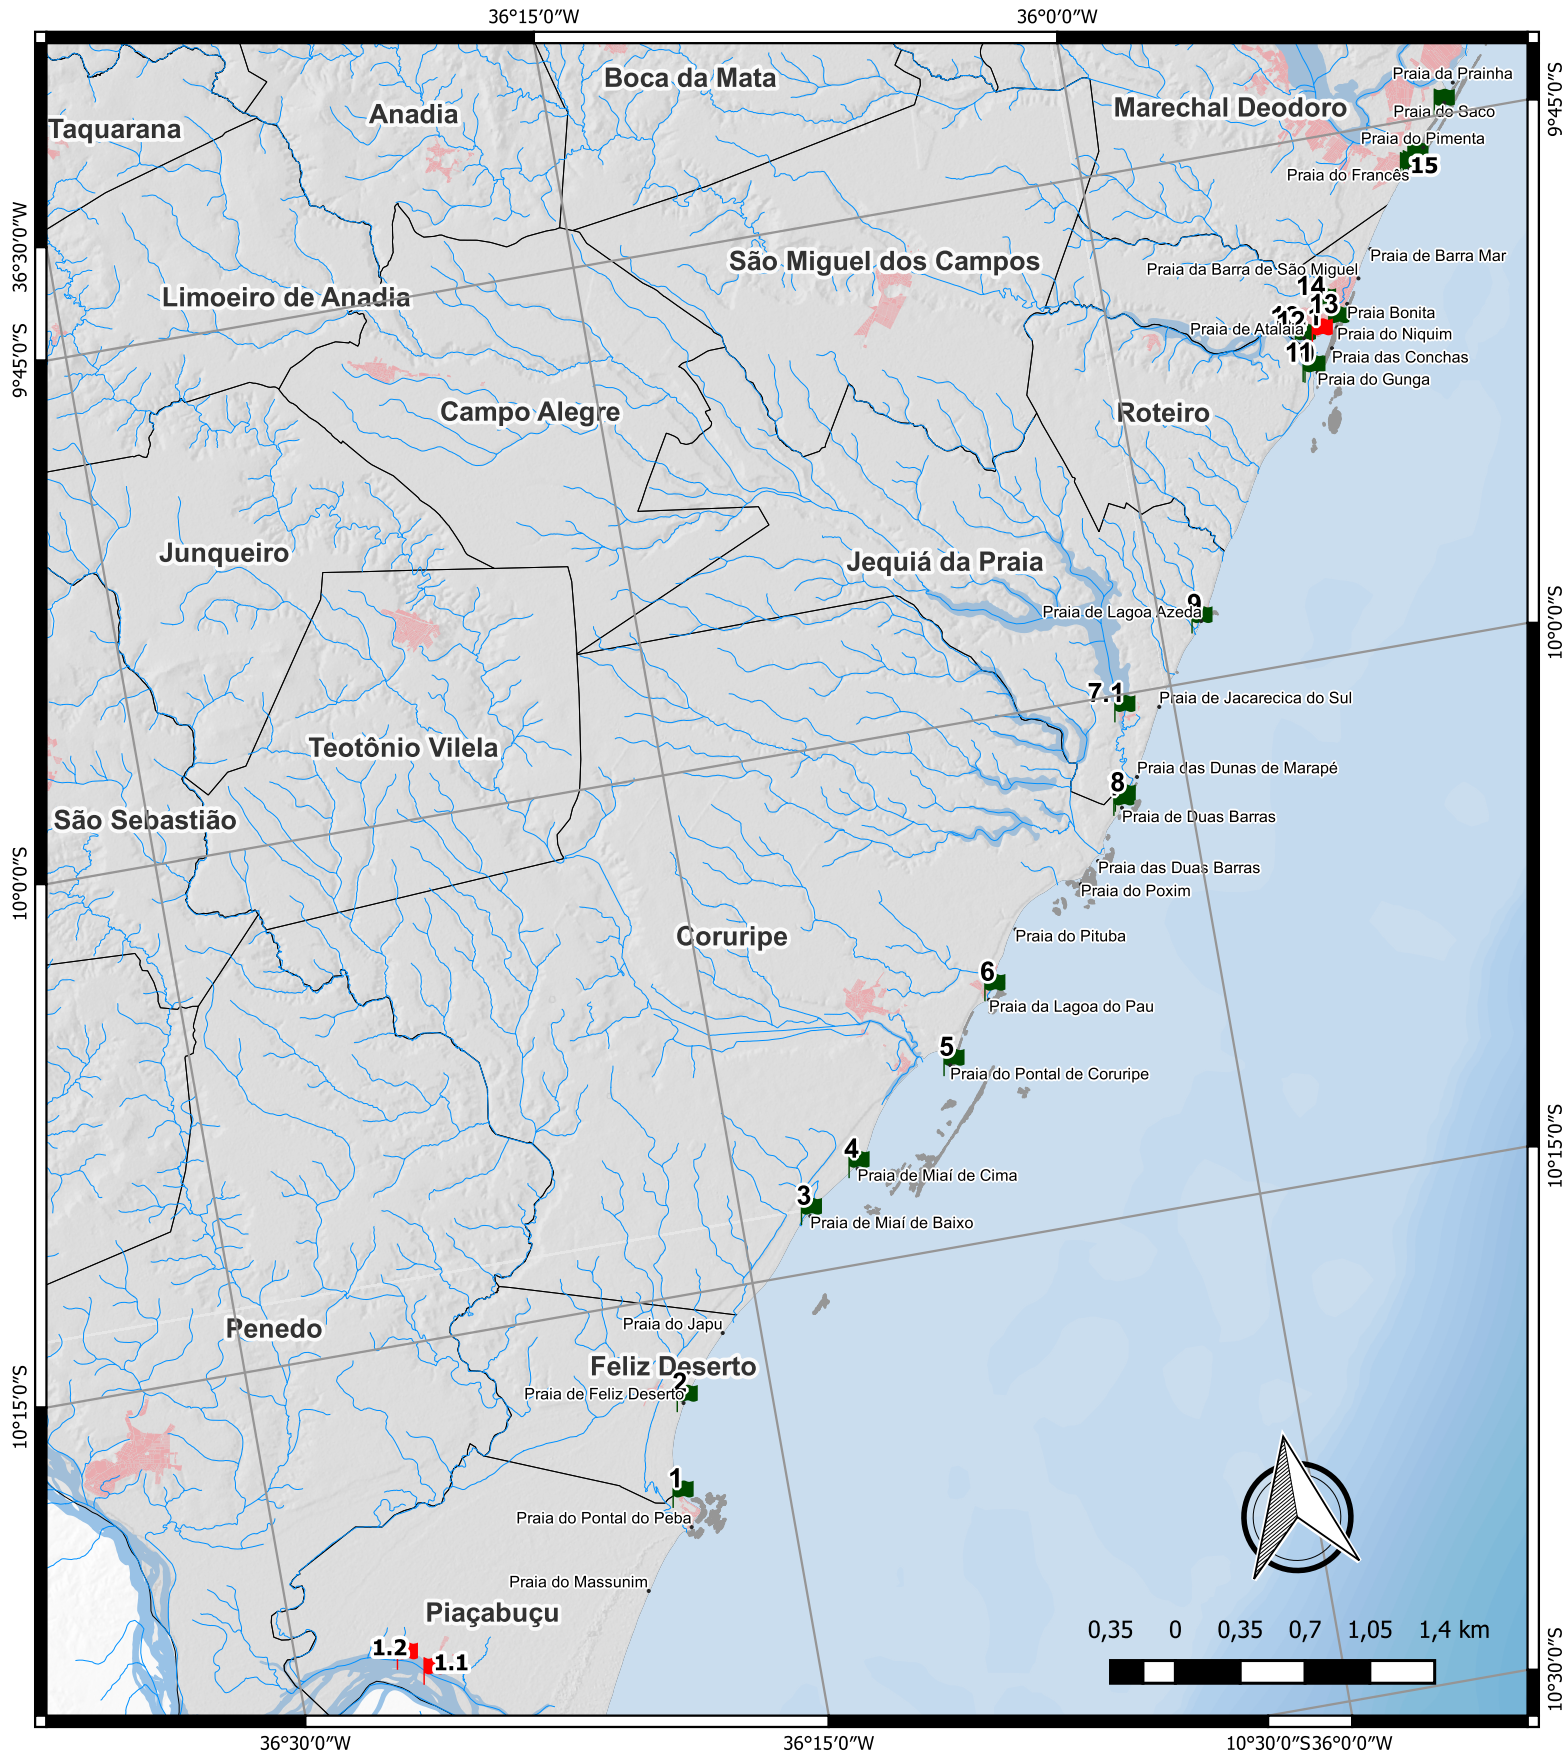 36°15'0"W
36°0'0"W
Praia da Prainha
Boca da Mata
Anadia
Marechal Deodoro
9°45'0"S
Praia do Saco
Taquarana
Praia do Pimenta
15
Praia do Francês
36°30'0"W
Praia de Barra Mar
São Miguel dos Campos
Praia da Barra de São Miguel
14
Limoeiro de Anadia
13
Praia Bonita
12
Praia de Atalaia
Praia do Niquim
9°45'0"S
11
Praia das Conchas
Praia do Gunga
Campo Alegre
Roteiro
Junqueiro
Jequiá da Praia
9
Praia de Lagoa Azeda
10°0'0"S
7.1
Praia de Jacarecica do Sul
Teotônio Vilela
Praia das Dunas de Marapé
8
São Sebastião
Praia de Duas Barras
Praia das Duas Barras
10°0'0"S
Praia do Poxim
Coruripe
Praia do Pituba
6
Praia da Lagoa do Pau
5
Praia do Pontal de Coruripe
10°15'0"S
4
Praia de Miaí de Cima
3
Praia de Miaí de Baixo
Penedo
Praia do Japu
Feliz Deserto
2
Praia de Feliz Deserto
10°15'0"S
1
Praia do Pontal do Peba
Praia do Massunim
Piaçabuçu
1.2
1.1
0,35 0 0,35 0,7 1,05 1,4 km
10°30'0"S
36°30'0"W
36°15'0"W
10°30'0"S36°0'0"W